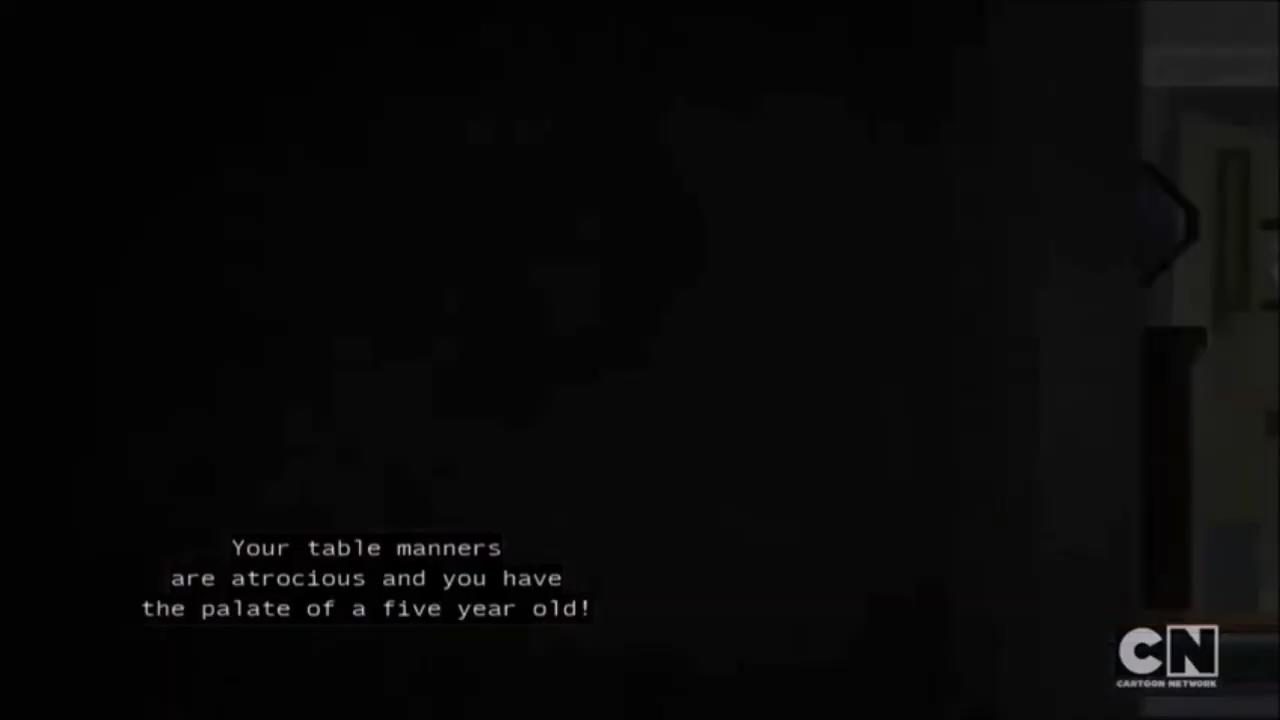 Your table manners
are atrocious and you have
the palate of a five year old!
CN
CARTOON NETWORK